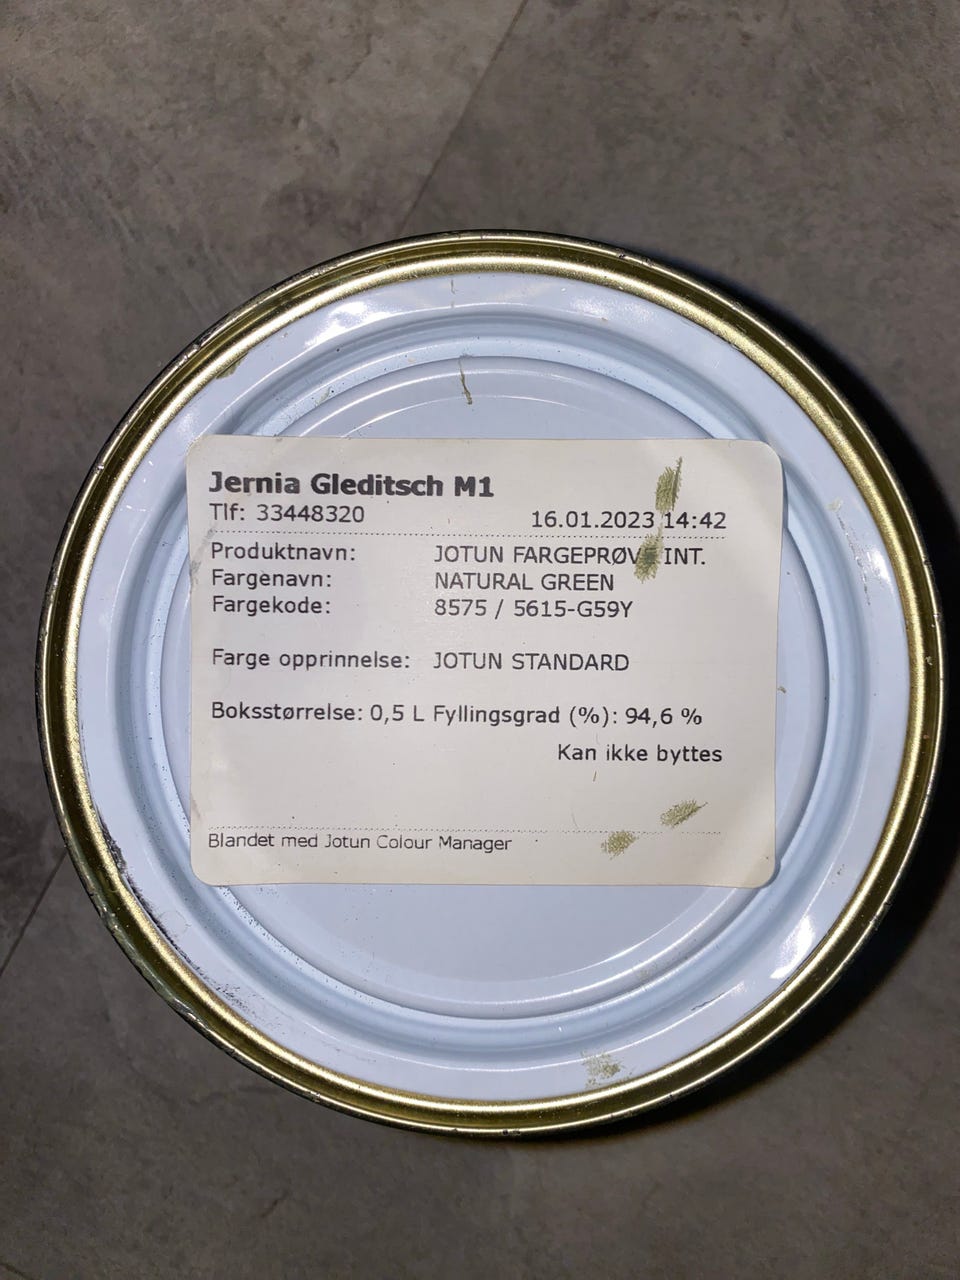 Jernia Gleditsch M1
Tlf: 33448320 16.01.2023 14:42
Produktnavn: JOTUN FARGEPRØVE INT.
Fargenavn: NATURAL GREEN
Fargekode: 8575 / 5615-G59Y
Farge opprinnelse: JOTUN STANDARD
Boksstørrelse: 0,5 L Fyllingsgrad (%): 94,6 %
Kan ikke byttes
Blandet med Jotun Colour Manager